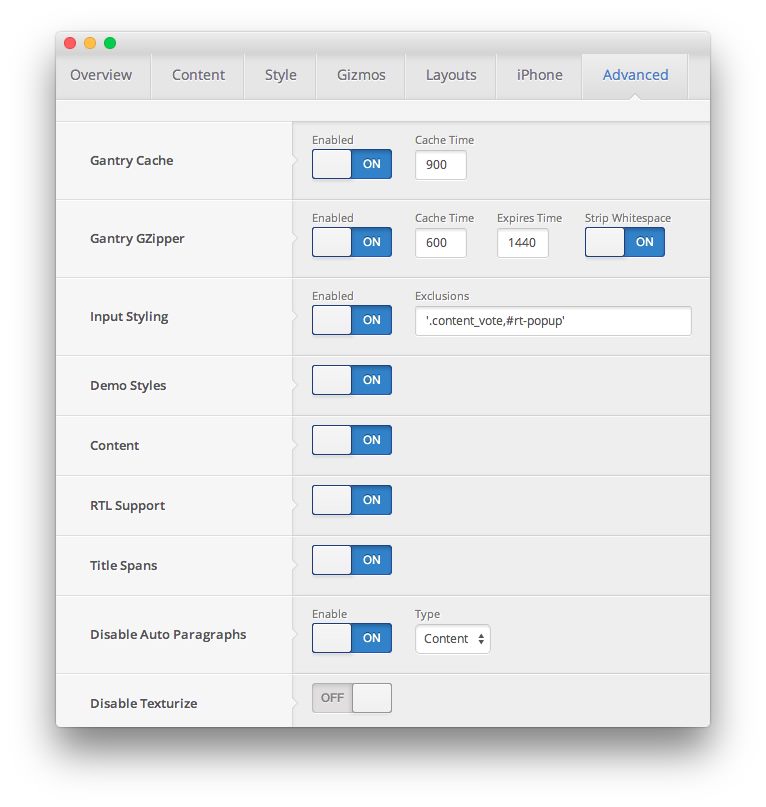 Overview Content Style Gizmos Layouts iPhone Advanced
Enabled Cache Time
Gantry Cache ON 900
Enabled Cache Time Expires Time Strip Whitespace
Gantry GZipper ON 600 1440 ON
Enabled Exclusions
Input Styling ON '.content_vote,#rt-popup'
Demo Styles ON
Content ON
RTL Support ON
Title Spans ON
Enable Type
Disable Auto Paragraphs ON Content
Disable Texturize OFF